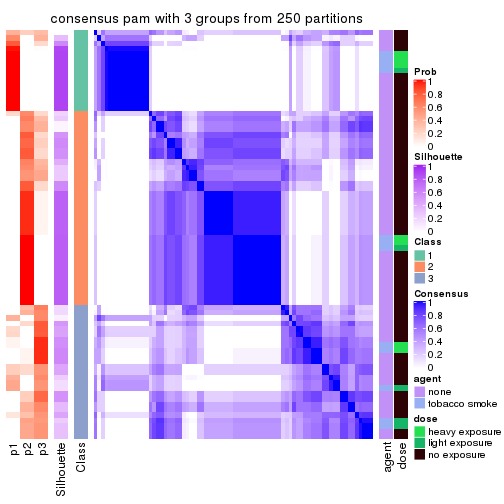 consensus pam with 3 groups from 250 partitions
Prob
1
0.8
0.6
0.4
0.2
0
Silhouette
1
0.8
0.6
0.4
0.2
0
Class
1
2
3
Consensus
1
0.8
0.6
0.4
0.2
0
agent
none
tobacco smoke
dose
heavy exposure
light exposure
no exposure
p1
p2
p3
Silhouette
Class
agent
dose